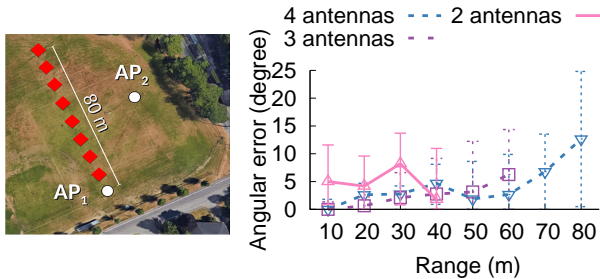 AP2
80 m
AP1
4 antennas
2 antennas
3 antennas
Angular error (degree)
25
20
15
10
5
0
10 20 30 40 50 60 70 80
Range (m)